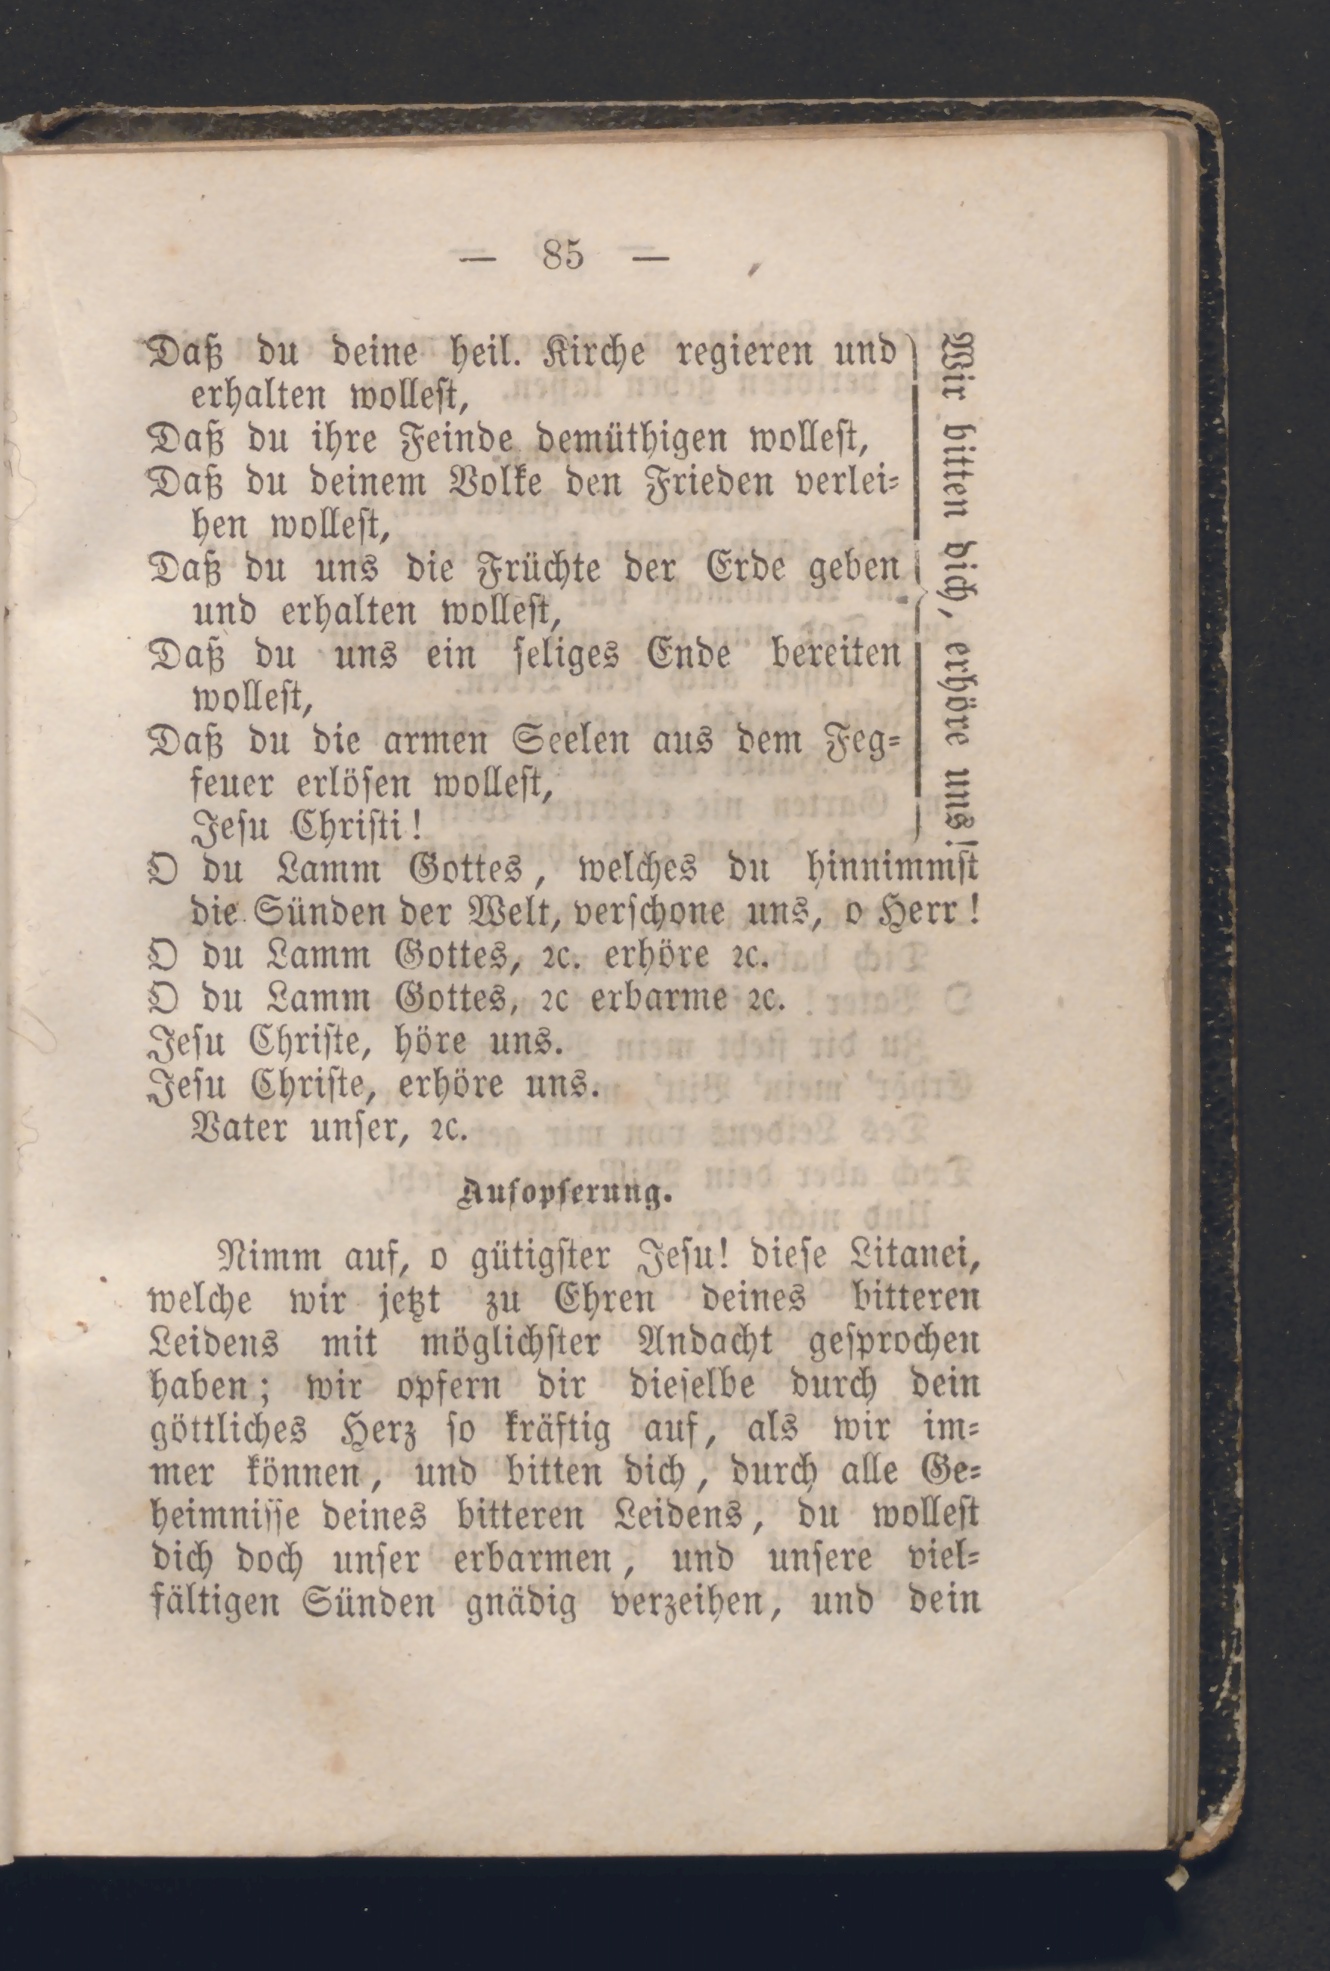 — 85 —
Daß du deine heil. Kirche regieren und
erhalten wollest,
Daß du ihre Feinde demüthigen wollest,
Daß du deinem Volke den Frieden verlei-
hen wollest,
Daß du uns die Früchte der Erde geben
und erhalten wollest,
Daß du uns ein seliges Ende bereiten
wollest,
Daß du die armen Seelen aus dem Feg-
feuer erlösen wollest,
Jesu Christi!
Wir bitten dich, erhöre uns!
O du Lamm Gottes, welches du hinnimmst
die Sünden der Welt, verschone uns, o Herr!
O du Lamm Gottes, ꝛc. erhöre ꝛc.
O du Lamm Gottes, ꝛc erbarme ꝛc.
Jesu Christe, höre uns.
Jesu Christe, erhöre uns.
Vater unser, ꝛc.
Aufopferung.
Nimm auf, o gütigster Jesu! diese Litanei,
welche wir jetzt zu Ehren deines bitteren
Leidens mit möglichster Andacht gesprochen
haben; wir opfern dir dieselbe durch dein
göttliches Herz so kräftig auf, als wir im-
mer können, und bitten dich, durch alle Ge-
heimnisse deines bitteren Leidens, du wollest
dich doch unser erbarmen, und unsere viel-
fältigen Sünden gnädig verzeihen, und dein